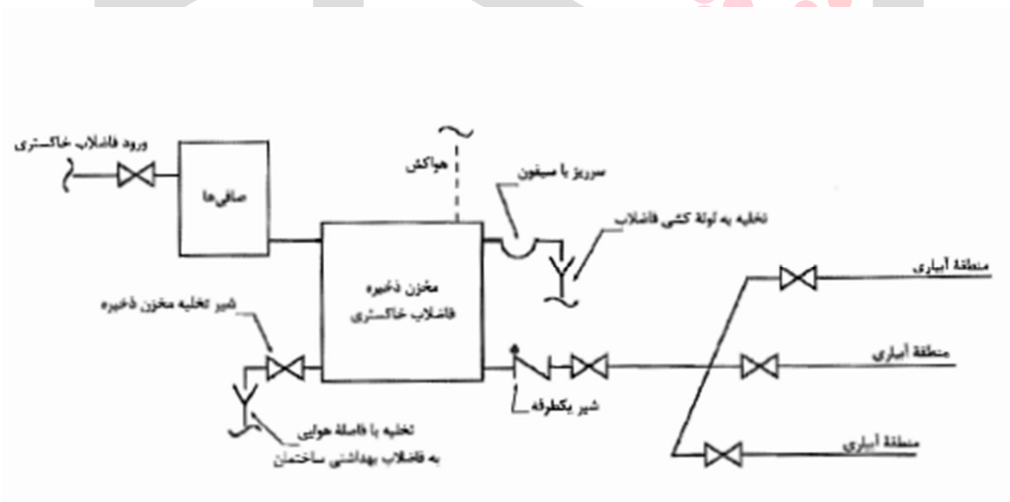 ورود فاضلاب خاکستری
صافی‌ها
هواکش
سرریز با سیفون
تخلیه به لولهٔ کشی فاضلاب
مخزن ذخیره
فاضلاب خاکستری
شیر تخلیه مخزن ذخیره
تخلیه با فاصلهٔ هوایی
به فاضلاب بهداشتی ساختمان
شیر یکطرفه
منطقهٔ آبیاری
منطقهٔ آبیاری
منطقهٔ آبیاری